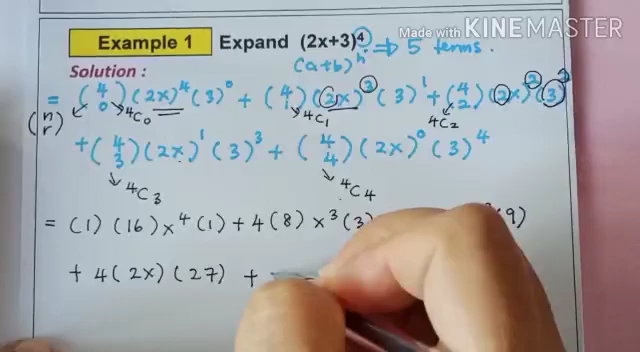 Made with KINEMASTER
Example 1 Expand (2x+3)⁴ ⇒ 5 terms.
Solution : (a+b)ⁿ
= (4 0) (2x)⁴ (3)⁰ + (4 1) (2x)³ (3)¹ + (4 2) (2x)² (3)²
(n r) ⁴C₀ ⁴C₁ ⁴C₂
+ (4 3) (2x)¹ (3)³ + (4 4) (2x)⁰ (3)⁴
⁴C₃ ⁴C₄
= (1) (16) x⁴ (1) + 4 (8) x³ (3) 9)
+ 4 (2x) (27) +